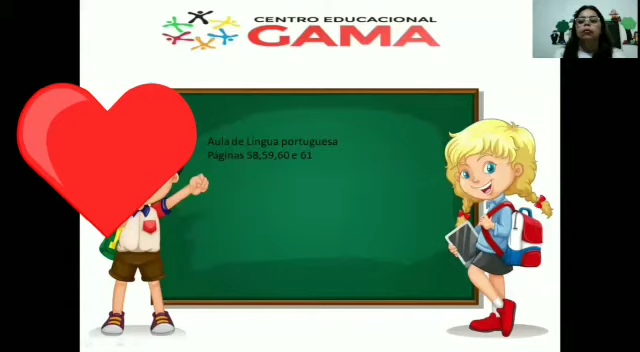 CENTRO EDUCACIONAL
GAMA
Aula de Língua portuguesa
Páginas 58,59,60 e 61